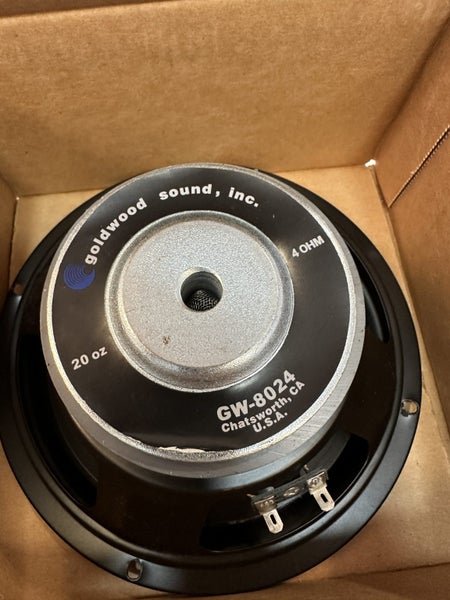 goldwood sound, inc.
4 OHM
20 oz
GW-8024
Chatsworth, CA
U.S.A.